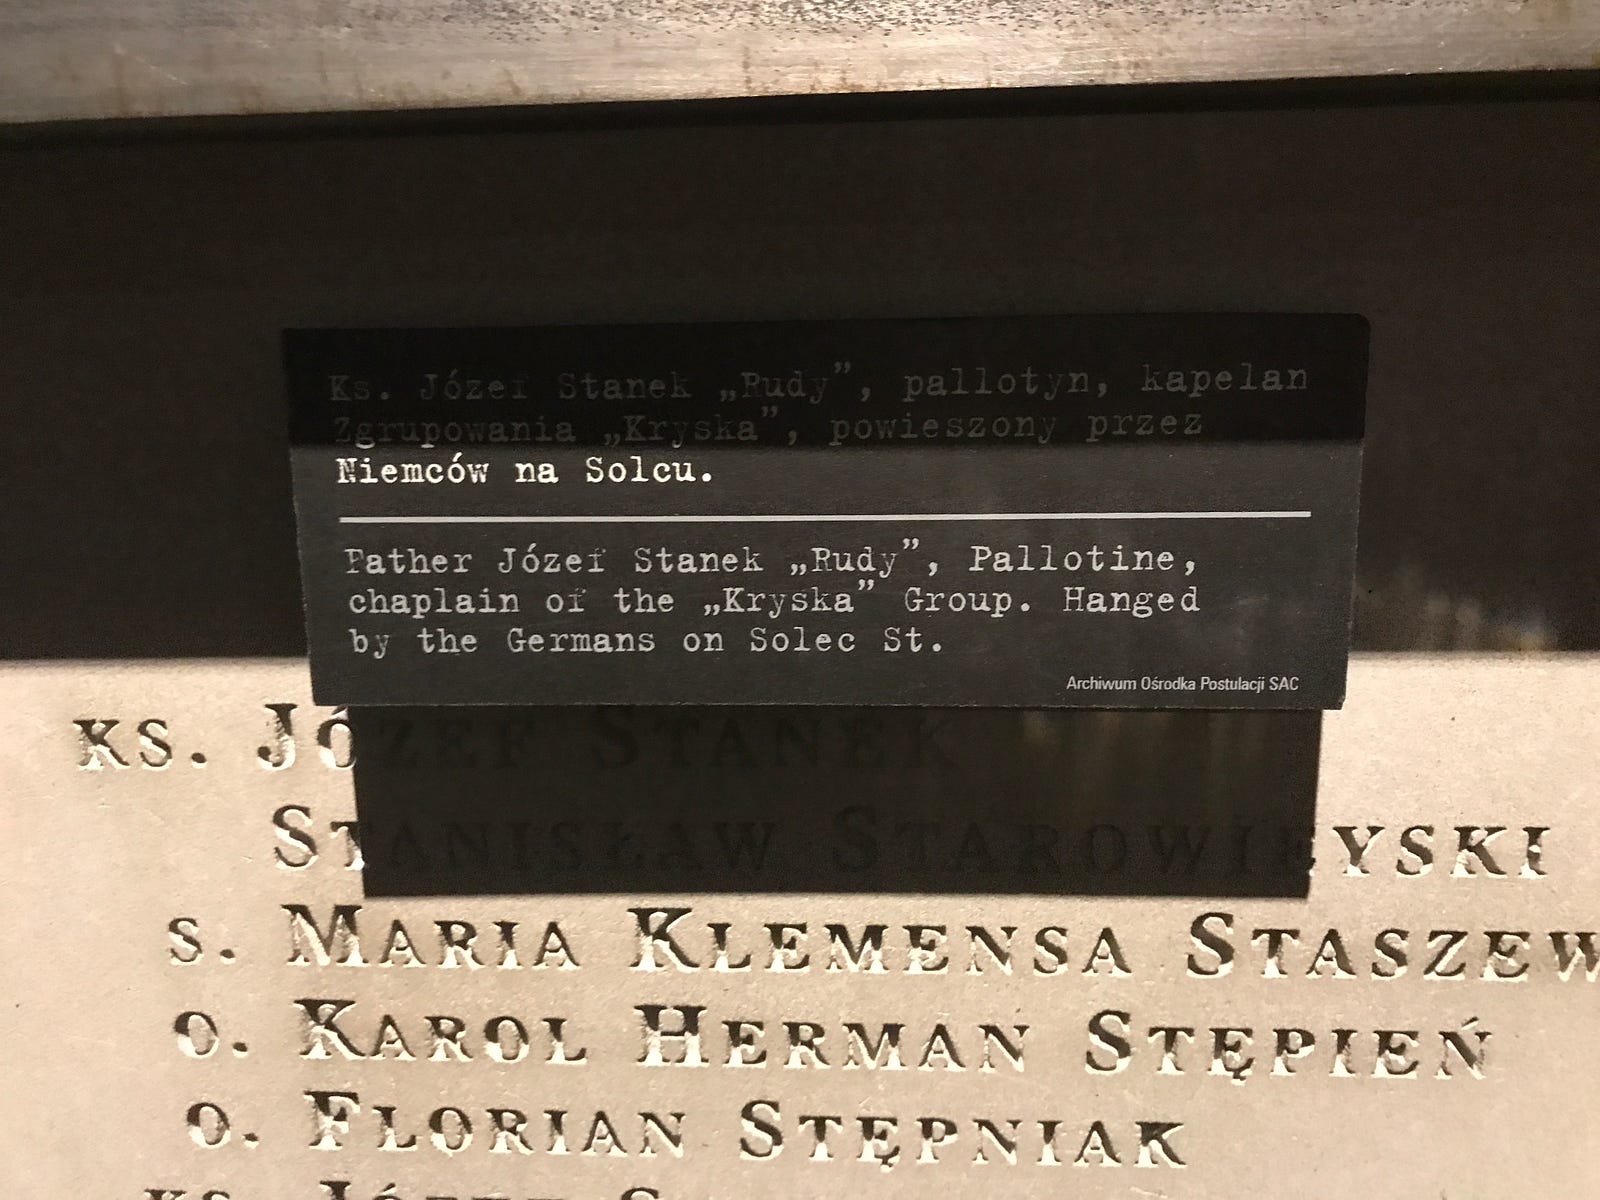 Ks. Józef Stanek „Rudy”, pallotyn, kapelan
Zgrupowania „Kryska”, powieszony przez
Niemców na Solcu.
Father Józef Stanek „Rudy”, Pallotine,
chaplain of the „Kryska” Group. Hanged
by the Germans on Solec St.
Archiwum Ośrodka Postulacji SAC
KS. JÓZEF STANEK
STANISŁAW STAROWIEYSKI
S. MARIA KLEMENSA STASZEW
O. KAROL HERMAN STĘPIEŃ
O. FLORIAN STĘPNIAK
KS. JÓZEF S